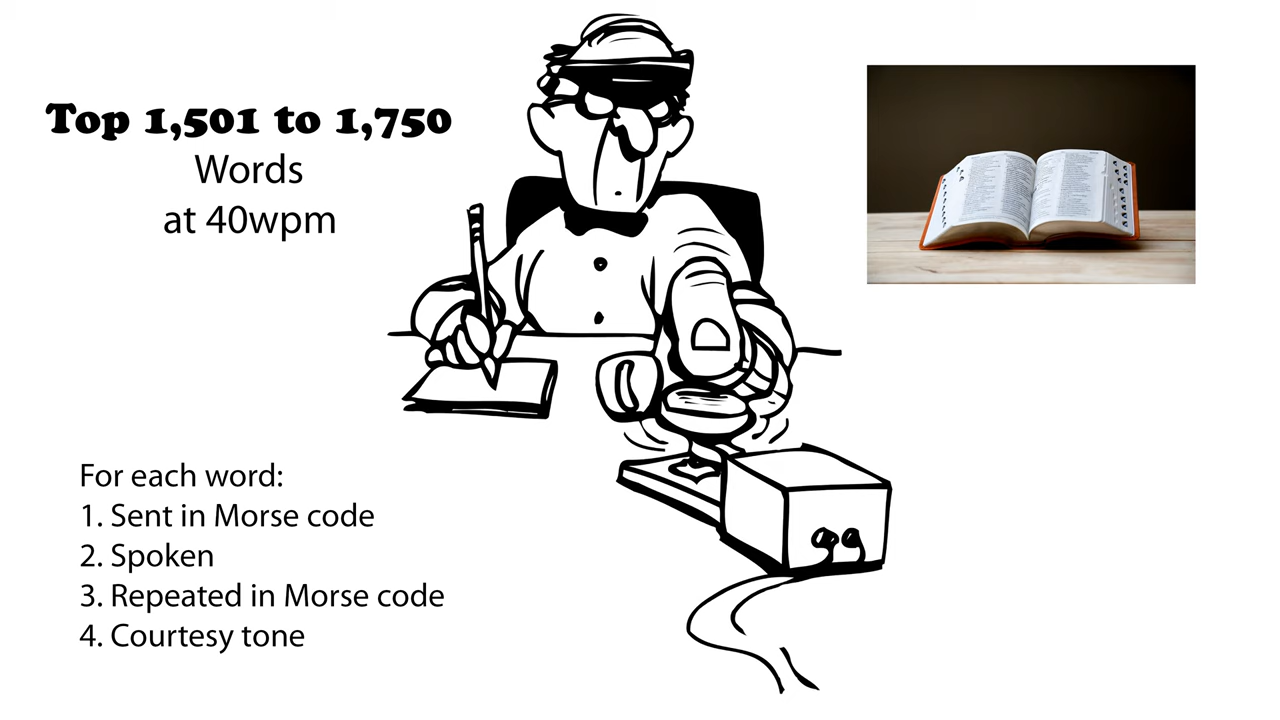 Top 1,501 to 1,750
Words
at 40wpm
For each word:
1. Sent in Morse code
2. Spoken
3. Repeated in Morse code
4. Courtesy tone